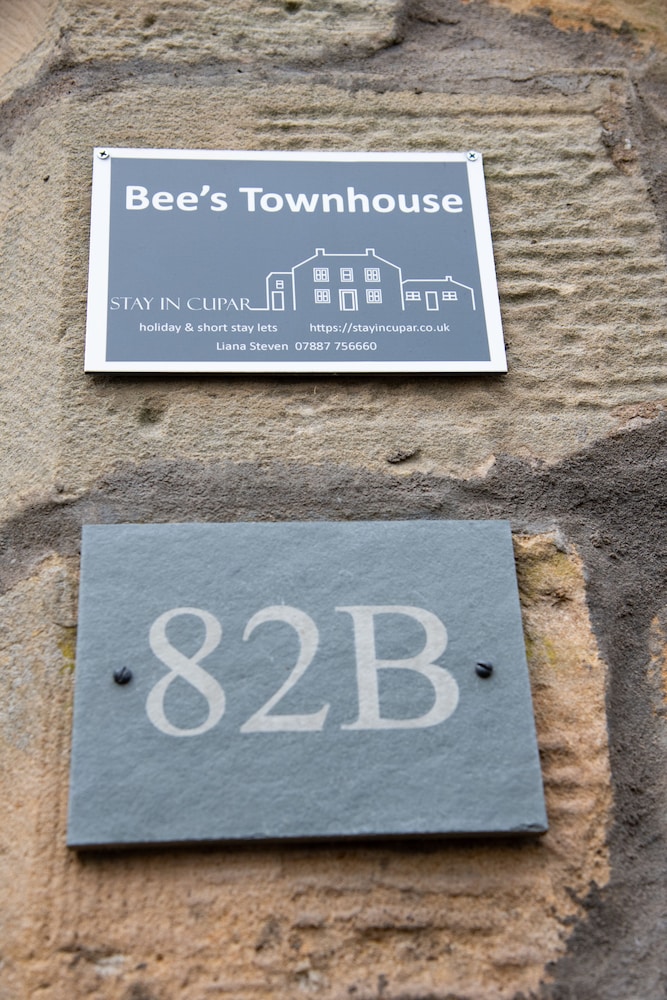 Bee's Townhouse
STAY IN CUPAR
holiday & short stay lets https://stayincupar.co.uk
Liana Steven 07887 756660
82B